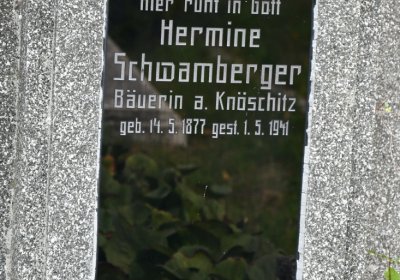 Hier ruht in Gott
Hermine
Schwamberger
Bäuerin a. Knöschitz
geb. 14. 5. 1877 gest. 1. 5. 1941